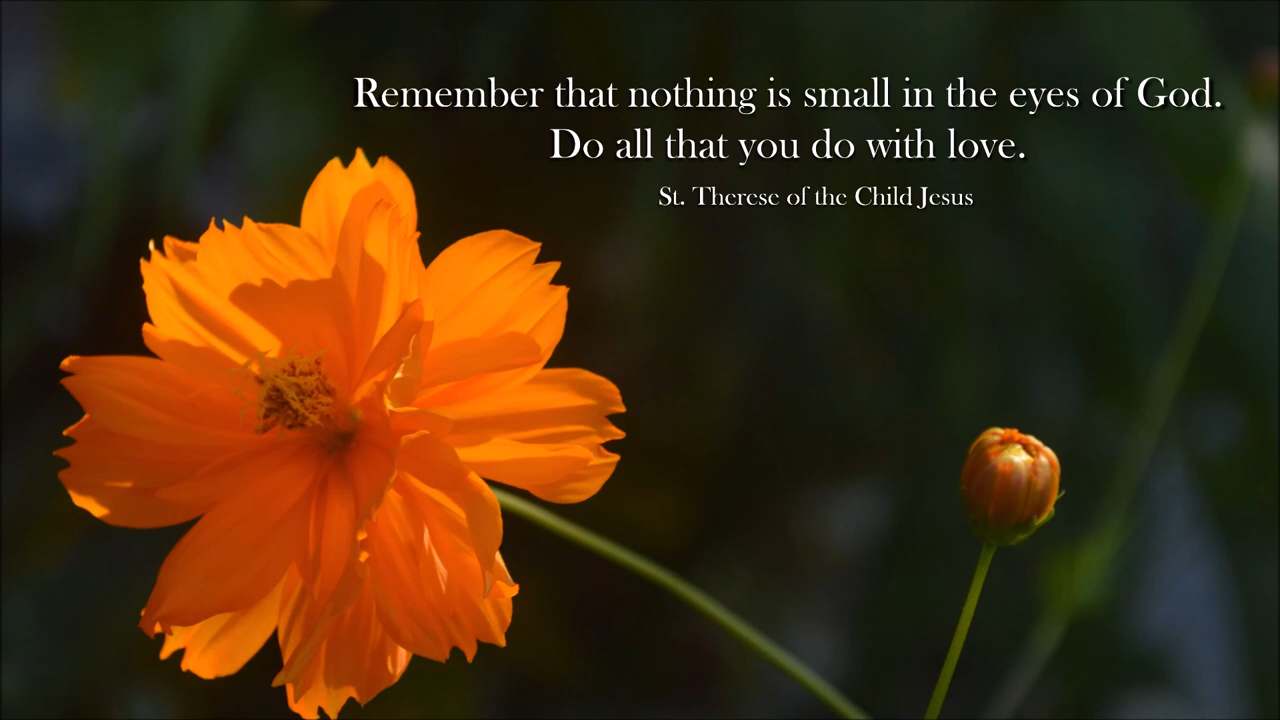 Remember that nothing is small in the eyes of God.
Do all that you do with love.
St. Therese of the Child Jesus